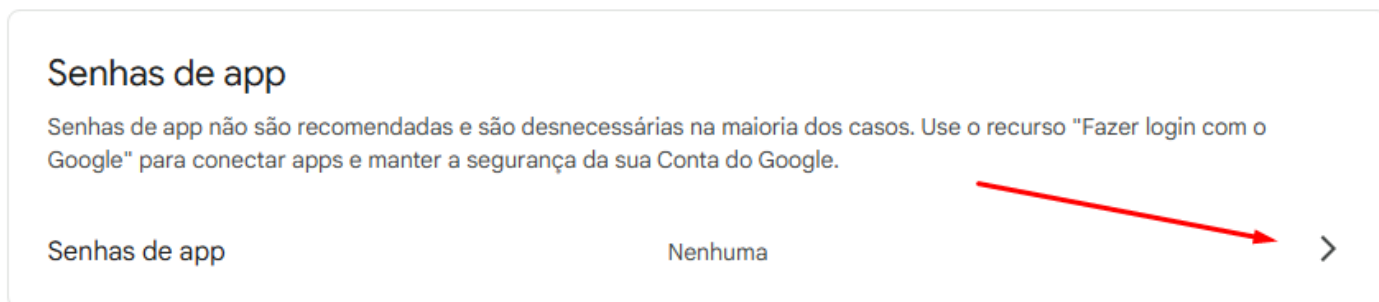 Senhas de app
Senhas de app não são recomendadas e são desnecessárias na maioria dos casos. Use o recurso "Fazer login com o
Google" para conectar apps e manter a segurança da sua Conta do Google.
Senhas de app Nenhuma